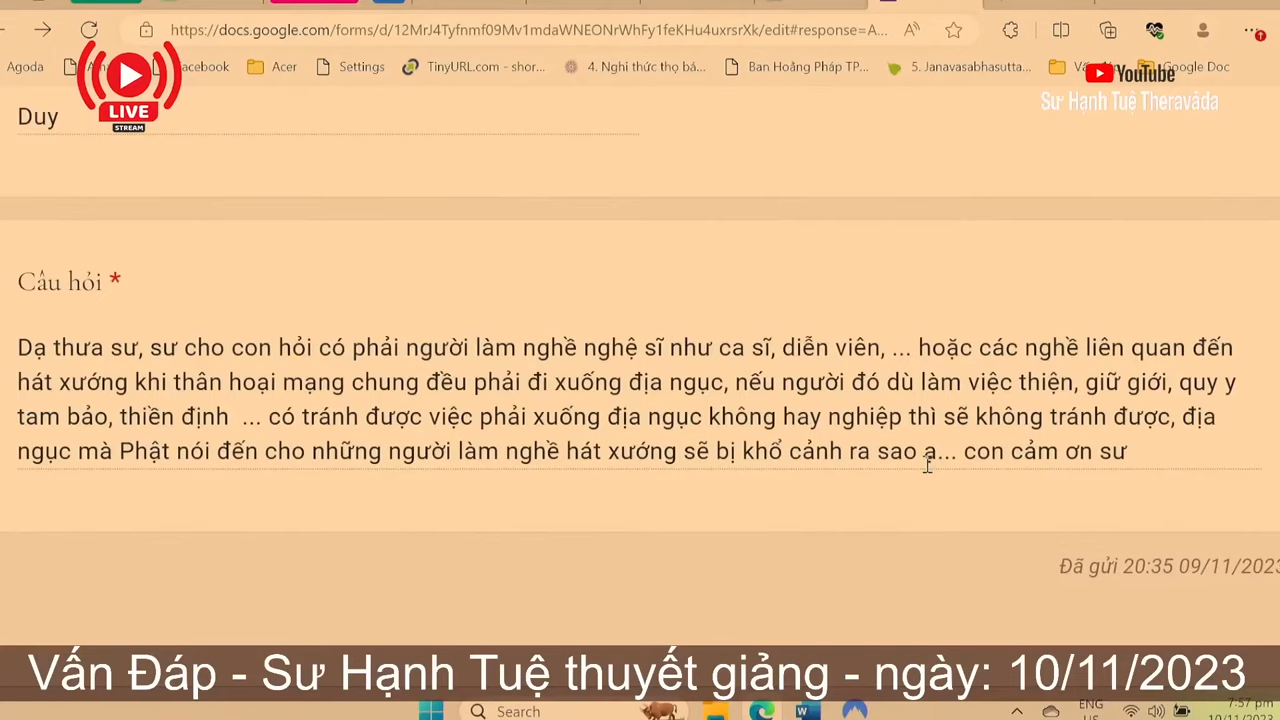 https://docs.google.com/forms/d/12MrJ4Tyfnmf09Mv1mdaWNEONrWhFy1feKHu4uxrsrXk/edit#response=A...
Agoda
Facebook
Acer
Settings
TinyURL.com - shor...
4. Nghi thức thọ bá...
Ban Hoằng Pháp TP...
5. Janavasabhasutta...
Google Doc
LIVE
STREAM
YouTube
Sư Hạnh Tuệ Theravāda
Duy
Câu hỏi *
Dạ thưa sư, sư cho con hỏi có phải người làm nghề nghệ sĩ như ca sĩ, diễn viên, ... hoặc các nghề liên quan đến
hát xướng khi thân hoại mạng chung đều phải đi xuống địa ngục, nếu người đó dù làm việc thiện, giữ giới, quy y
tam bảo, thiền định ... có tránh được việc phải xuống địa ngục không hay nghiệp thì sẽ không tránh được, địa
ngục mà Phật nói đến cho những người làm nghề hát xướng sẽ bị khổ cảnh ra sao ạ... con cảm ơn sư
Đã gửi 20:35 09/11/2023
Vấn Đáp - Sư Hạnh Tuệ thuyết giảng - ngày: 10/11/2023
Search
ENG
7:57 pm